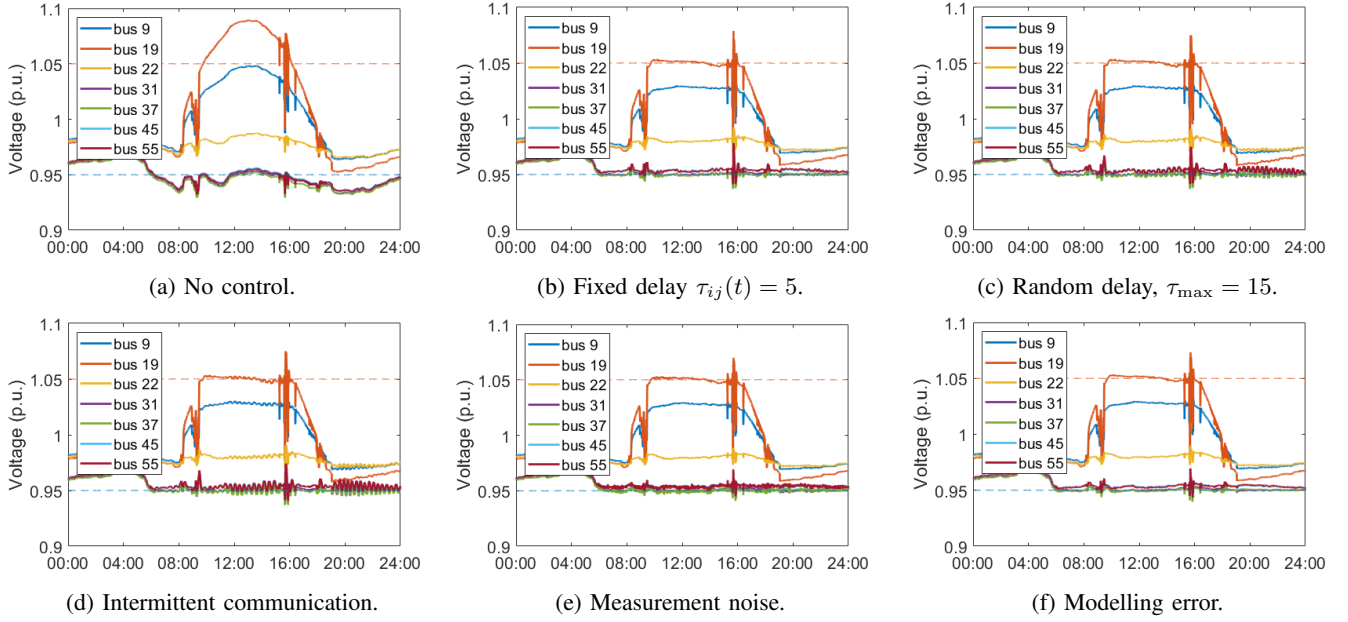 1.1
1.05
1
0.95
0.9
Voltage (p.u.)
bus 9
bus 19
bus 22
bus 31
bus 37
bus 45
bus 55
00:00 04:00 08:00 12:00 16:00 20:00 24:00
(a) No control.
1.1
1.05
1
0.95
0.9
Voltage (p.u.)
bus 9
bus 19
bus 22
bus 31
bus 37
bus 45
bus 55
00:00 04:00 08:00 12:00 16:00 20:00 24:00
(b) Fixed delay τij(t) = 5.
1.1
1.05
1
0.95
0.9
Voltage (p.u.)
bus 9
bus 19
bus 22
bus 31
bus 37
bus 45
bus 55
00:00 04:00 08:00 12:00 16:00 20:00 24:00
(c) Random delay, τmax = 15.
1.1
1.05
1
0.95
0.9
Voltage (p.u.)
bus 9
bus 19
bus 22
bus 31
bus 37
bus 45
bus 55
00:00 04:00 08:00 12:00 16:00 20:00 24:00
(d) Intermittent communication.
1.1
1.05
1
0.95
0.9
Voltage (p.u.)
bus 9
bus 19
bus 22
bus 31
bus 37
bus 45
bus 55
00:00 04:00 08:00 12:00 16:00 20:00 24:00
(e) Measurement noise.
1.1
1.05
1
0.95
0.9
Voltage (p.u.)
bus 9
bus 19
bus 22
bus 31
bus 37
bus 45
bus 55
00:00 04:00 08:00 12:00 16:00 20:00 24:00
(f) Modelling error.